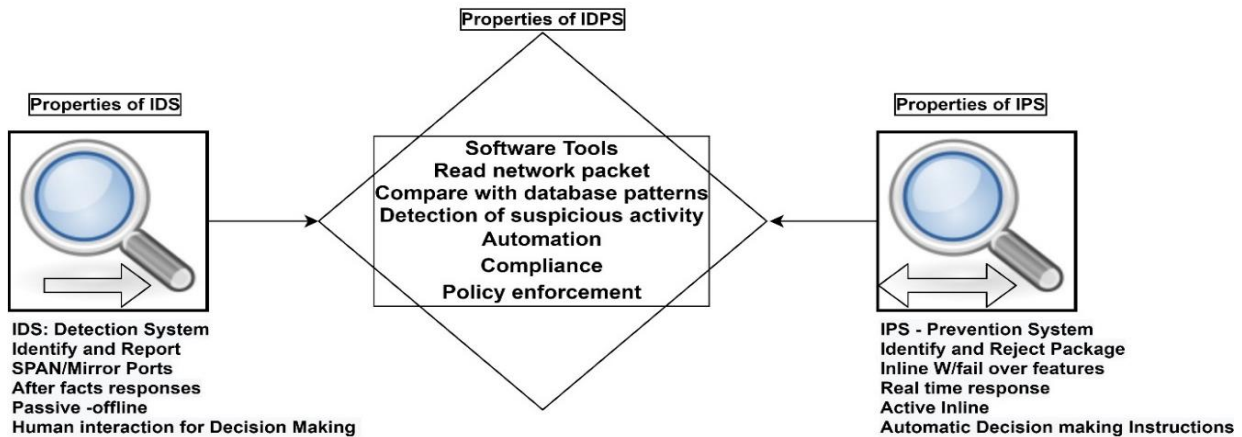 Properties of IDPS
Properties of IDS
Properties of IPS
Software Tools
Read network packet
Compare with database patterns
Detection of suspicious activity
Automation
Compliance
Policy enforcement
IDS: Detection System
Identify and Report
SPAN/Mirror Ports
After facts responses
Passive -offline
Human interaction for Decision Making
IPS - Prevention System
Identify and Reject Package
Inline W/fail over features
Real time response
Active Inline
Automatic Decision making Instructions